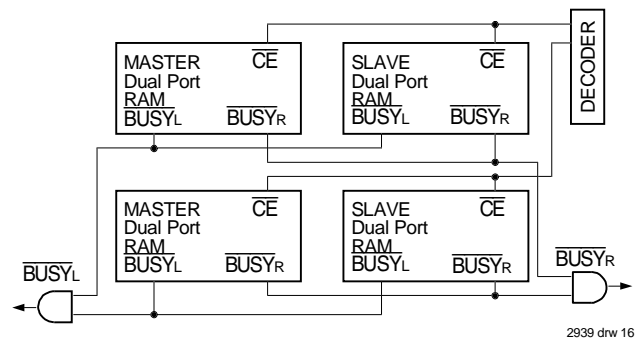 MASTER CE
Dual Port
RAM
BUSYL BUSYR
SLAVE CE
Dual Port
RAM
BUSYL BUSYR
DECODER
MASTER CE
Dual Port
RAM
BUSYL BUSYR
SLAVE CE
Dual Port
RAM
BUSYL BUSYR
BUSYL
BUSYR
2939 drw 16